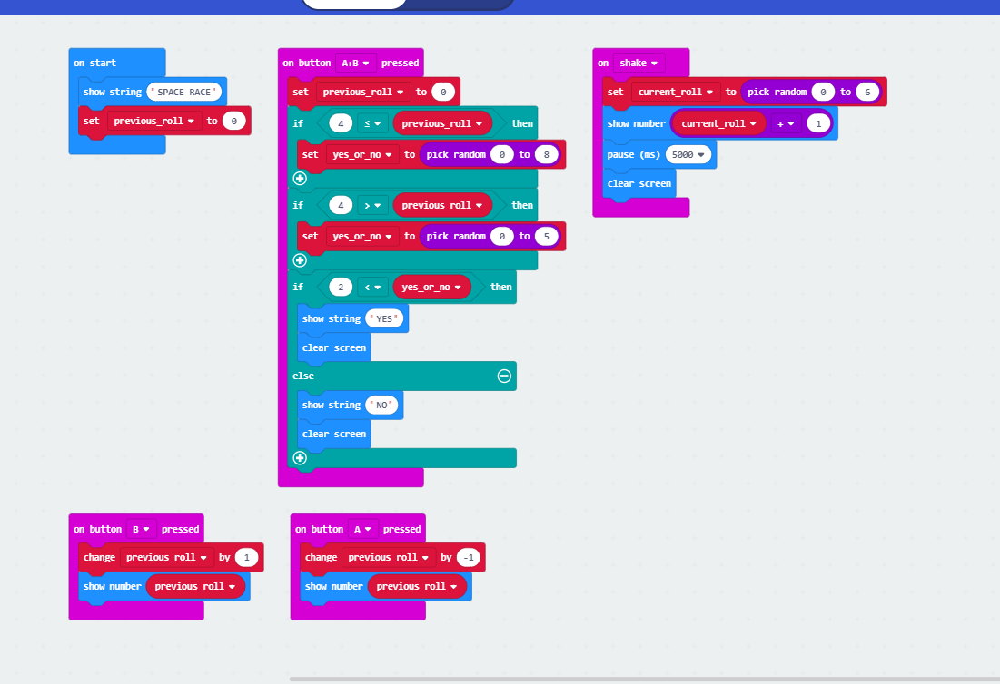 on start
show string "SPACE RACE"
set previous_roll to 0
on button A+B pressed
set previous_roll to 0
if 4 ≤ previous_roll then
set yes_or_no to pick random 0 to 8
if 4 > previous_roll then
set yes_or_no to pick random 0 to 5
if 2 < yes_or_no then
show string "YES"
clear screen
else
show string "NO"
clear screen
on shake
set current_roll to pick random 0 to 6
show number current_roll + 1
pause (ms) 5000
clear screen
on button B pressed
change previous_roll by 1
show number previous_roll
on button A pressed
change previous_roll by -1
show number previous_roll